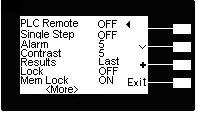 PLC Remote OFF
Single Step OFF
Alarm 5
Contrast 5
Results Last
Lock OFF
Mem Lock ON Exit
<More>